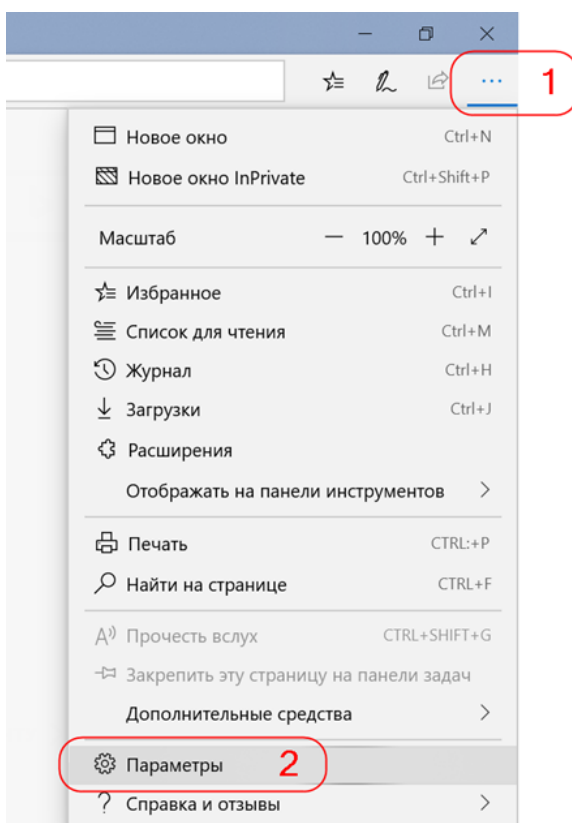 1
Новое окно Ctrl+N
Новое окно InPrivate Ctrl+Shift+P
Масштаб — 100% +
Избранное Ctrl+I
Список для чтения Ctrl+M
Журнал Ctrl+H
Загрузки Ctrl+J
Расширения
Отображать на панели инструментов
Печать CTRL:+P
Найти на странице CTRL+F
Прочесть вслух CTRL+SHIFT+G
Закрепить эту страницу на панели задач
Дополнительные средства
Параметры 2
Справка и отзывы